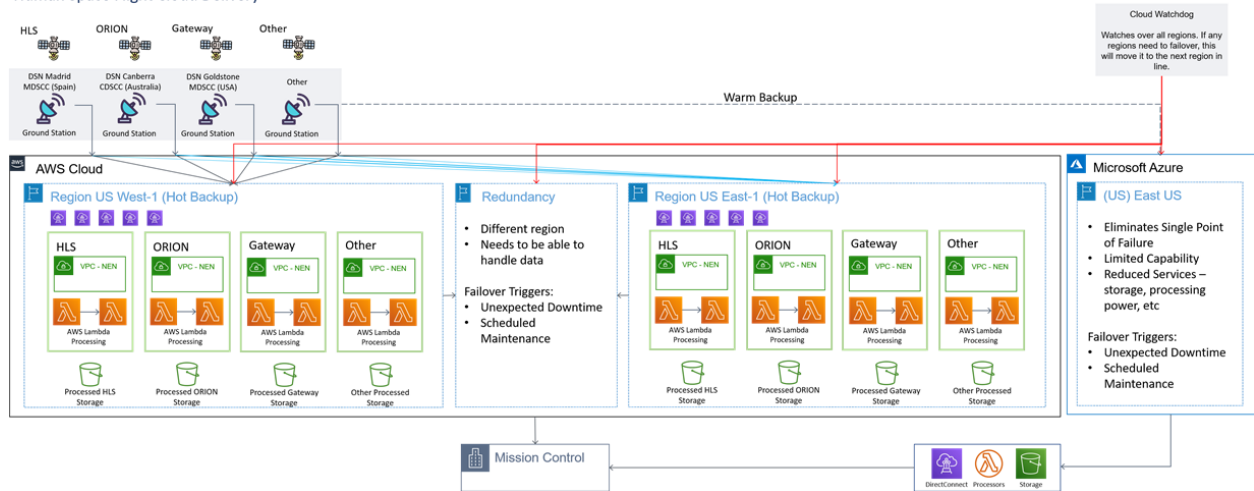 Human Space Flight Cloud Delivery
HLS
ORION
Gateway
Other
DSN Madrid
MDSCC (Spain)
DSN Canberra
CDSCC (Australia)
DSN Goldstone
MDSCC (USA)
Other
Ground Station
Ground Station
Ground Station
Ground Station
Cloud Watchdog
Watches over all regions. If any
regions need to failover, this
will move it to the next region in
line.
Warm Backup
aws
AWS Cloud
Region US West-1 (Hot Backup)
HLS
VPC - NEN
AWS Lambda
Processing
Processed HLS
Storage
ORION
VPC - NEN
AWS Lambda
Processing
Processed ORION
Storage
Gateway
VPC - NEN
AWS Lambda
Processing
Processed Gateway
Storage
Other
VPC - NEN
AWS Lambda
Processing
Other Processed
Storage
Redundancy
• Different region
• Needs to be able to
handle data
Failover Triggers:
• Unexpected Downtime
• Scheduled
Maintenance
Region US East-1 (Hot Backup)
HLS
VPC - NEN
AWS Lambda
Processing
Processed HLS
Storage
ORION
VPC - NEN
AWS Lambda
Processing
Processed ORION
Storage
Gateway
VPC - NEN
AWS Lambda
Processing
Processed Gateway
Storage
Other
VPC - NEN
AWS Lambda
Processing
Other Processed
Storage
Microsoft Azure
(US) East US
• Eliminates Single Point
of Failure
• Limited Capability
• Reduced Services –
storage, processing
power, etc
Failover Triggers:
• Unexpected Downtime
• Scheduled
Maintenance
Mission Control
DirectConnect
Processors
Storage